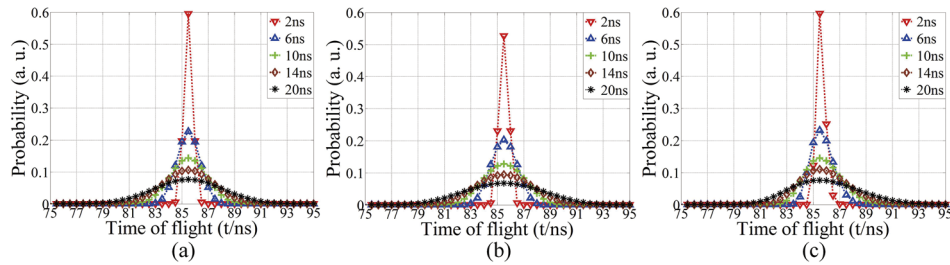 0.6
0.5
0.4
0.3
0.2
0.1
0
Probability (a. u.)
2ns
6ns
10ns
14ns
20ns
75 77 79 81 83 85 87 89 91 93 95
Time of flight (t/ns)
(a)
0.6
0.5
0.4
0.3
0.2
0.1
0
Probability (a. u.)
2ns
6ns
10ns
14ns
20ns
75 77 79 81 83 85 87 89 91 93 95
Time of flight (t/ns)
(b)
0.6
0.5
0.4
0.3
0.2
0.1
0
Probability (a. u.)
2ns
6ns
10ns
14ns
20ns
75 77 79 81 83 85 87 89 91 93 95
Time of flight (t/ns)
(c)